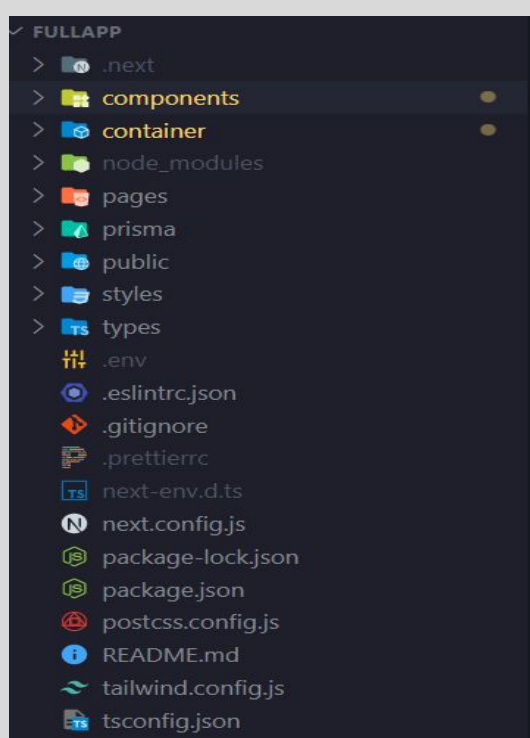 FULLAPP
.next
components
container
node_modules
pages
prisma
public
styles
types
.env
.eslintrc.json
.gitignore
.prettierrc
next-env.d.ts
next.config.js
package-lock.json
package.json
postcss.config.js
README.md
tailwind.config.js
tsconfig.json